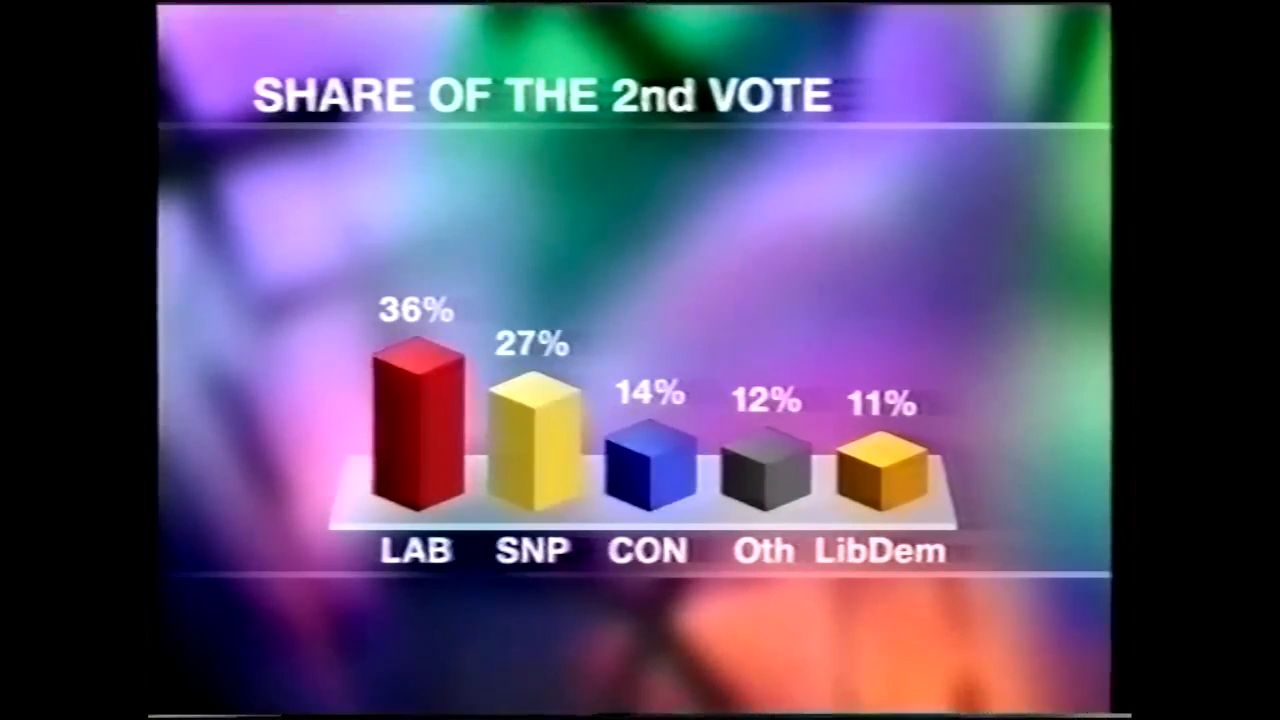 SHARE OF THE 2nd VOTE
36%
27%
14%
12%
11%
LAB SNP CON Oth LibDem